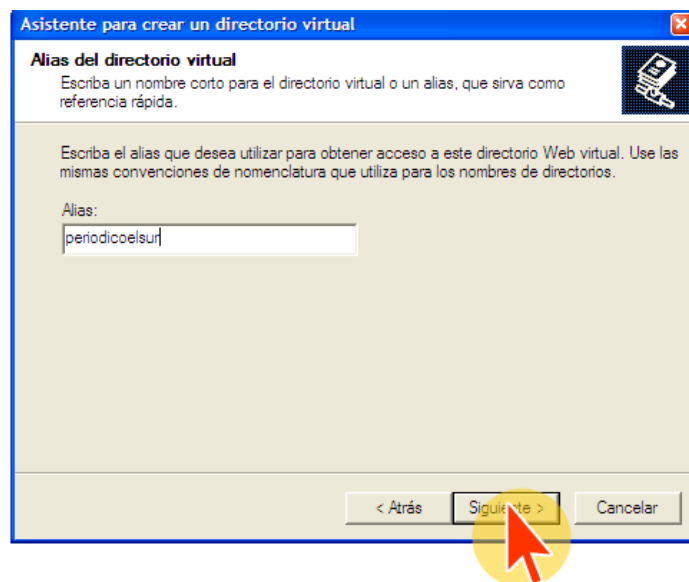 Asistente para crear un directorio virtual
Alias del directorio virtual
Escriba un nombre corto para el directorio virtual o un alias, que sirva como
referencia rápida.
Escriba el alias que desea utilizar para obtener acceso a este directorio Web virtual. Use las
mismas convenciones de nomenclatura que utiliza para los nombres de directorios.
Alias:
periodicoelsur
< Atrás
Siguiente >
Cancelar